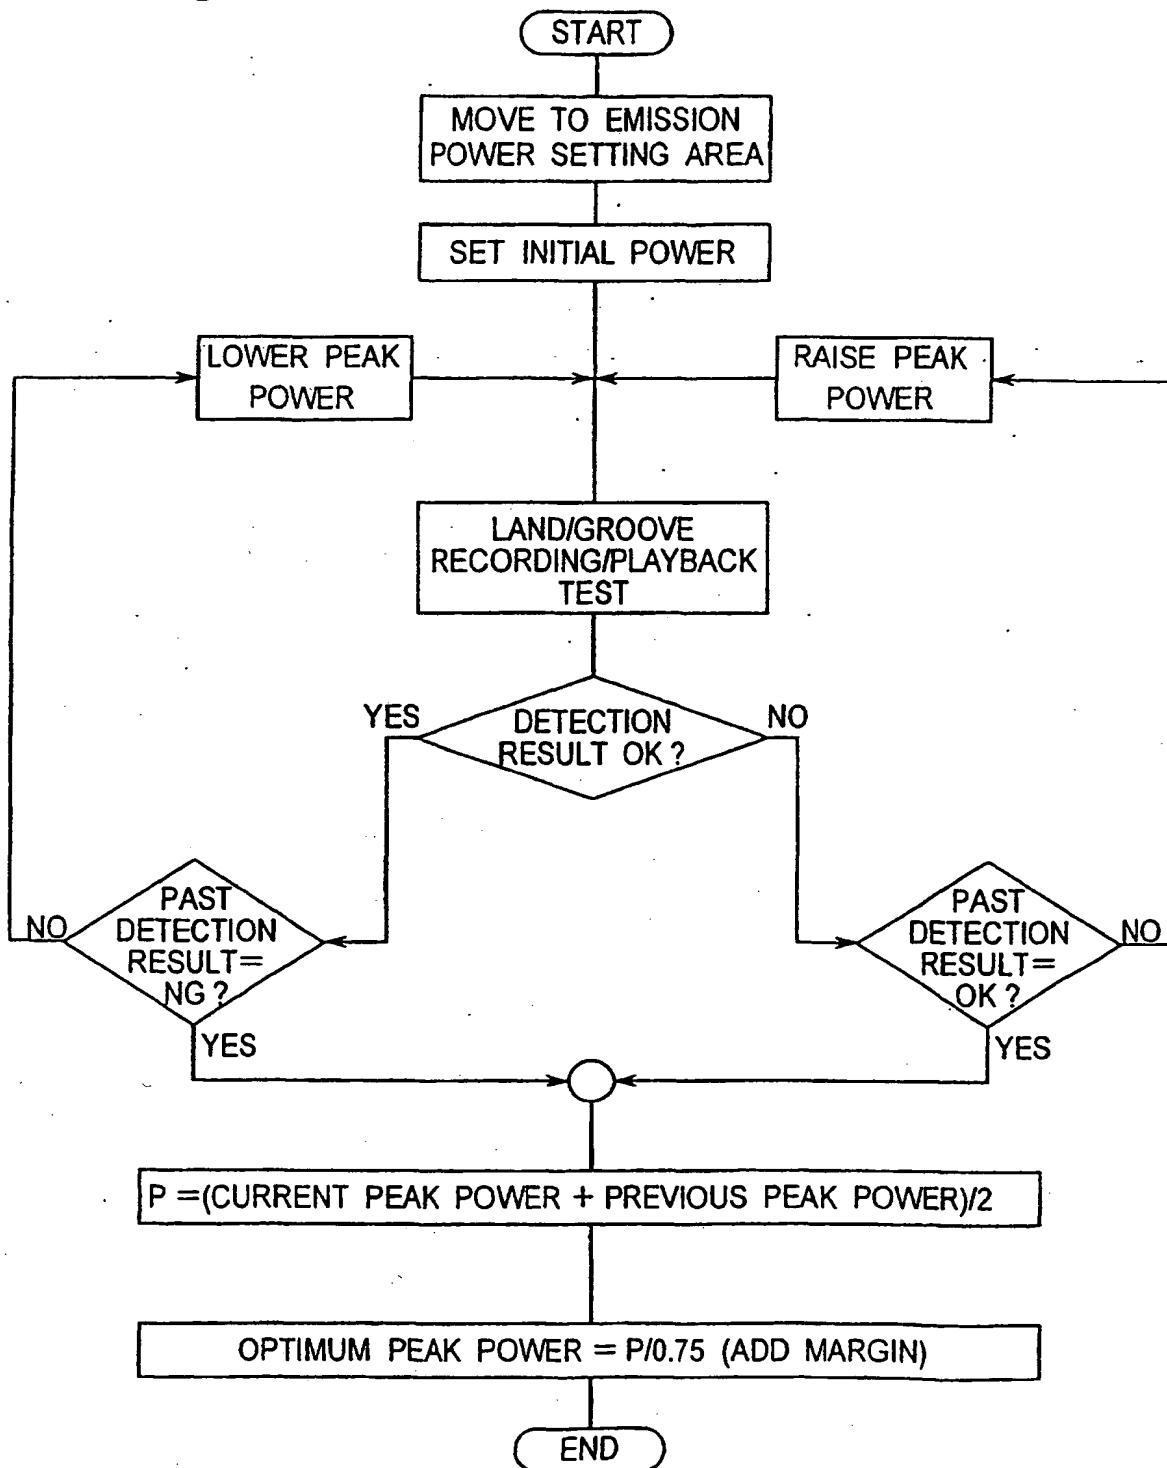 START
MOVE TO EMISSION
POWER SETTING AREA
SET INITIAL POWER
LOWER PEAK
POWER
RAISE PEAK
POWER
LAND/GROOVE
RECORDING/PLAYBACK
TEST
YES
DETECTION
RESULT OK?
NO
PAST
DETECTION
RESULT=
NG?
NO
YES
PAST
DETECTION
RESULT=
OK?
NO
YES
P=(CURRENT PEAK POWER + PREVIOUS PEAK POWER)/2
OPTIMUM PEAK POWER = P/0.75 (ADD MARGIN)
END